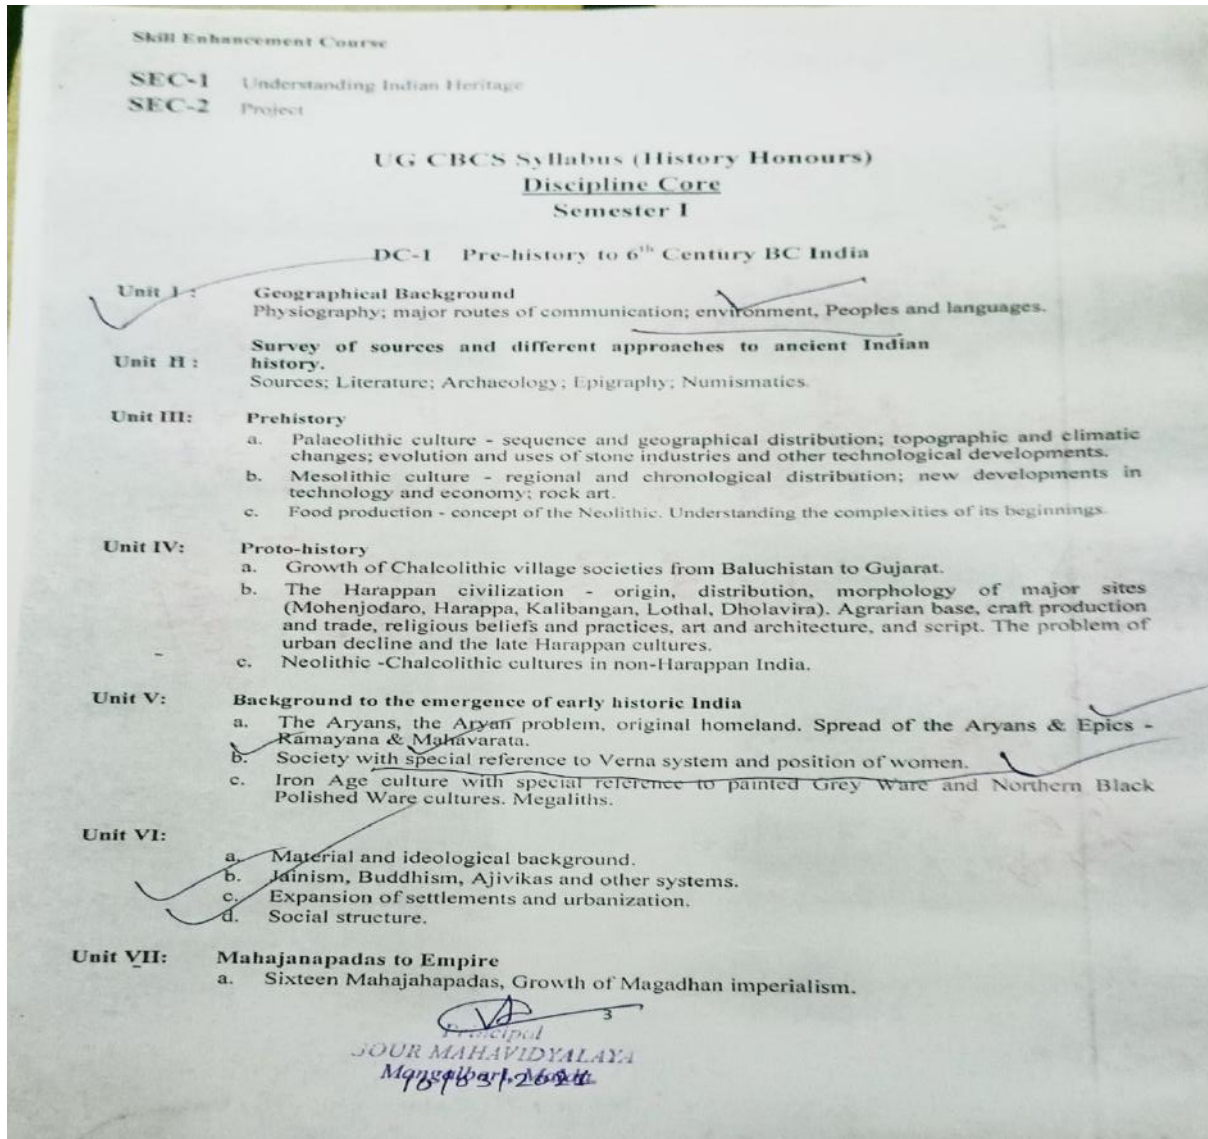 Skill Enhancement Course
SEC-1 Understanding Indian Heritage
SEC-2 Project
UG CBCS Syllabus (History Honours)
Discipline Core
Semester I
DC-1 Pre-history to 6th Century BC India
Unit I : Geographical Background
Physiography; major routes of communication; environment, Peoples and languages.
Survey of sources and different approaches to ancient Indian
Unit II : history.
Sources; Literature; Archaeology; Epigraphy; Numismatics.
Unit III: Prehistory
a. Palaeolithic culture - sequence and geographical distribution; topographic and climatic
changes; evolution and uses of stone industries and other technological developments.
b. Mesolithic culture - regional and chronological distribution; new developments in
technology and economy; rock art.
c. Food production - concept of the Neolithic. Understanding the complexities of its beginnings.
Unit IV: Proto-history
a. Growth of Chalcolithic village societies from Baluchistan to Gujarat.
b. The Harappan civilization - origin, distribution, morphology of major sites
(Mohenjodaro, Harappa, Kalibangan, Lothal, Dholavira). Agrarian base, craft production
and trade, religious beliefs and practices, art and architecture, and script. The problem of
urban decline and the late Harappan cultures.
c. Neolithic -Chalcolithic cultures in non-Harappan India.
Unit V: Background to the emergence of early historic India
a. The Aryans, the Aryan problem, original homeland. Spread of the Aryans & Epics -
Ramayana & Mahavarata.
b. Society with special reference to Verna system and position of women.
c. Iron Age culture with special reference to painted Grey Ware and Northern Black
Polished Ware cultures. Megaliths.
Unit VI:
a. Material and ideological background.
b. Jainism, Buddhism, Ajivikas and other systems.
c. Expansion of settlements and urbanization.
d. Social structure.
Unit VII: Mahajanapadas to Empire
a. Sixteen Mahajahapadas, Growth of Magadhan imperialism.
3
Principal
GOUR MAHAVIDYALAYA